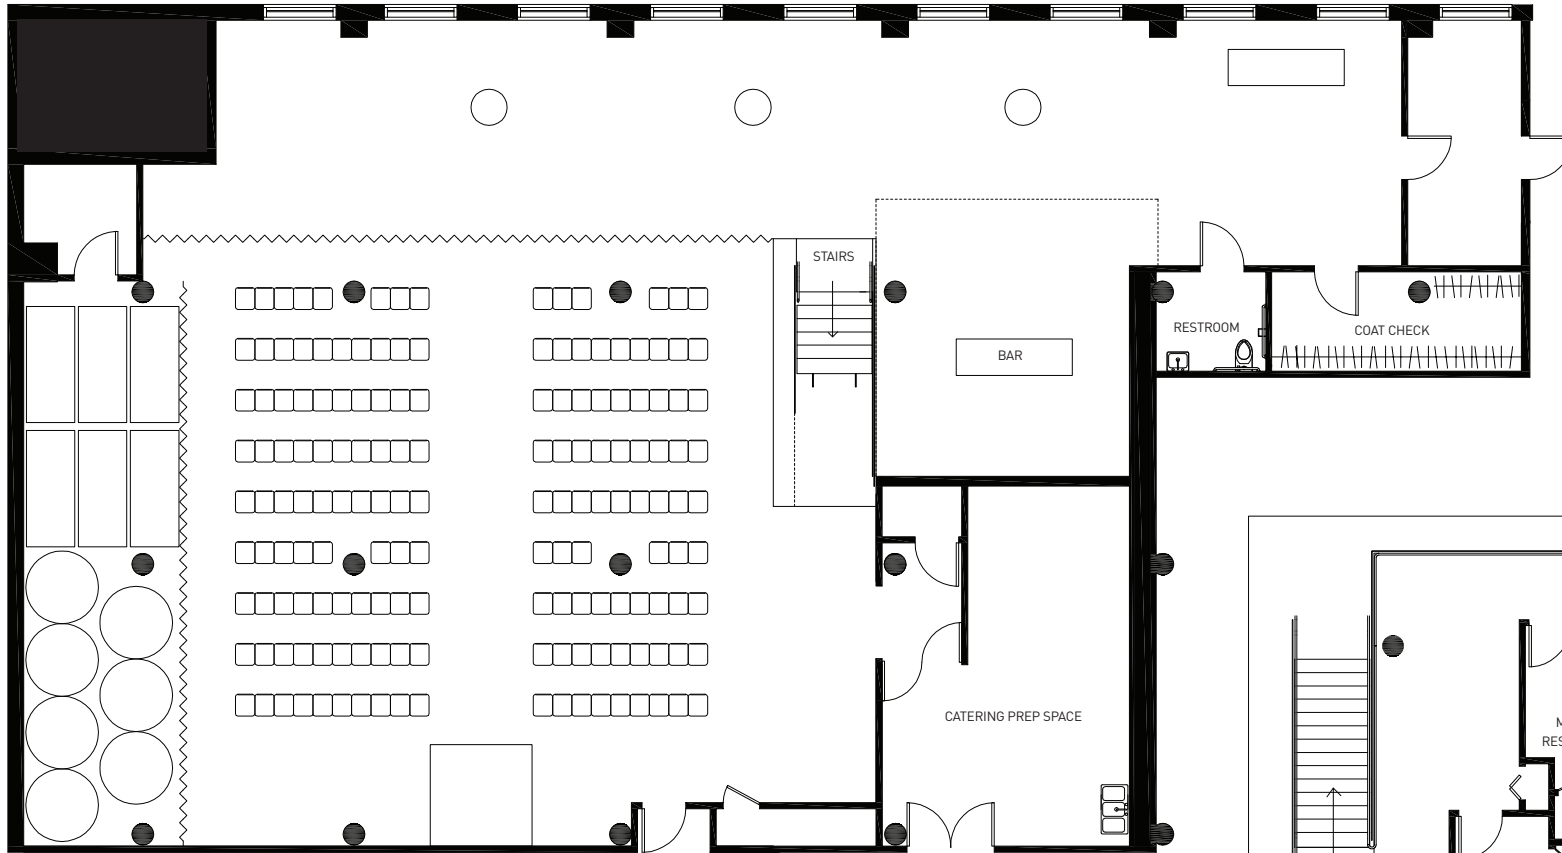 STAIRS
RESTROOM
COAT CHECK
BAR
CATERING PREP SPACE